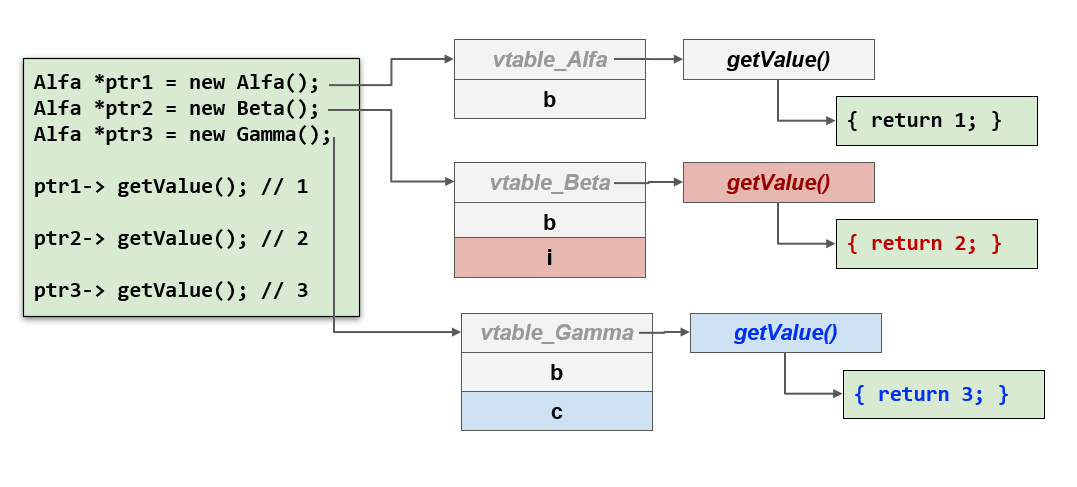 Alfa *ptr1 = new Alfa();
Alfa *ptr2 = new Beta();
Alfa *ptr3 = new Gamma();
ptr1-> getValue(); // 1
ptr2-> getValue(); // 2
ptr3-> getValue(); // 3
vtable_Alfa
b
getValue()
{ return 1; }
vtable_Beta
b
i
getValue()
{ return 2; }
vtable_Gamma
b
c
getValue()
{ return 3; }